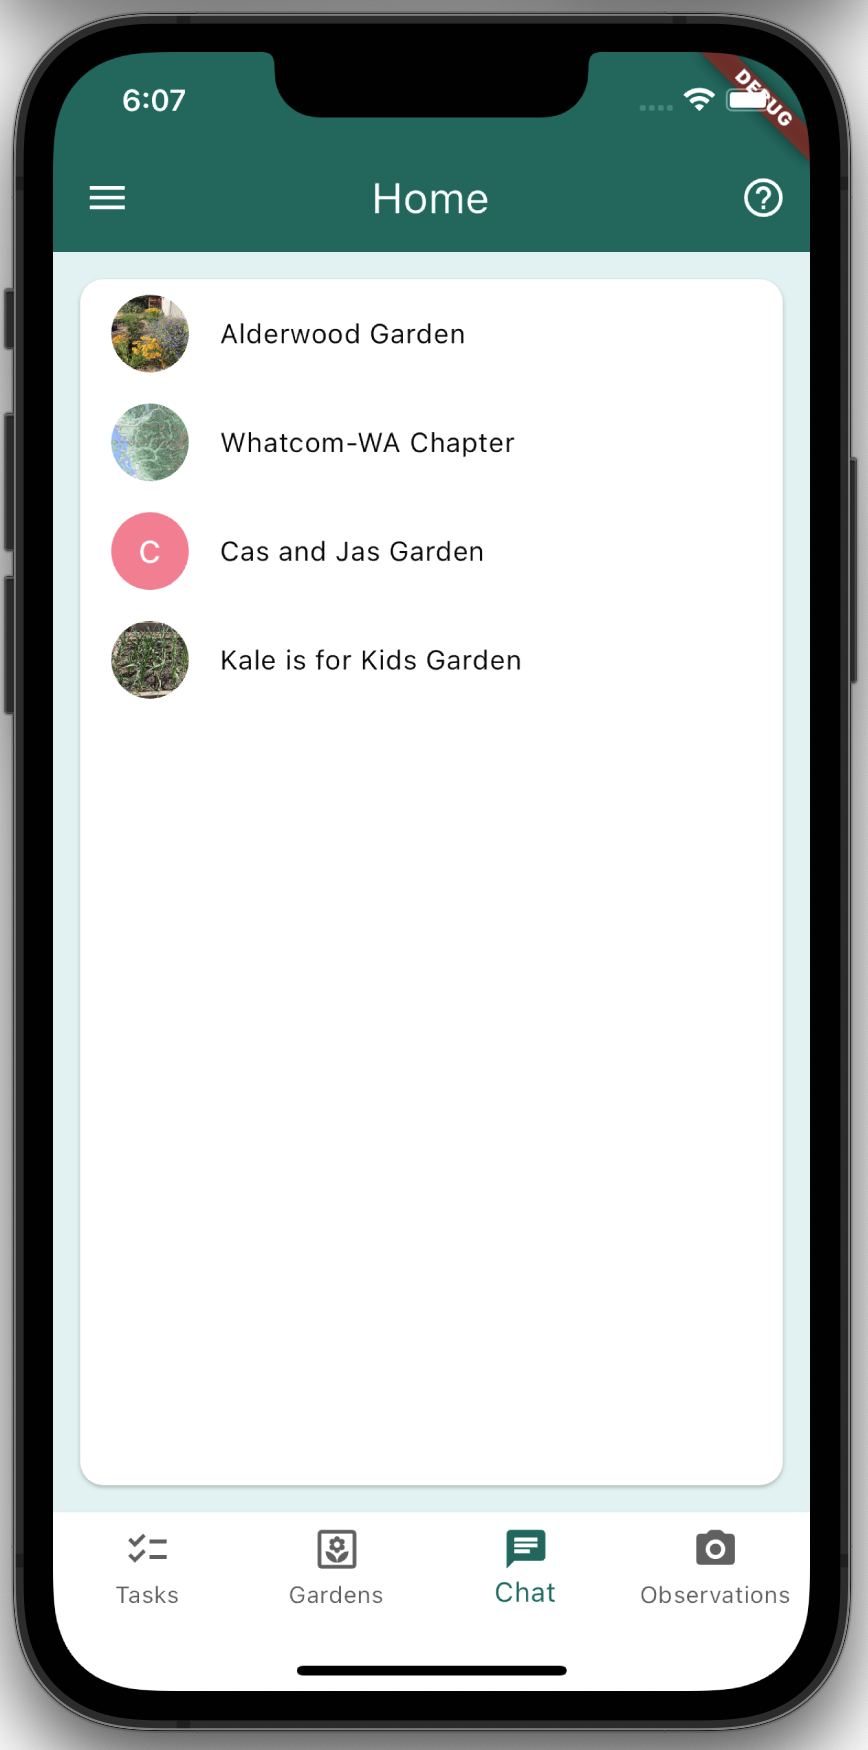 6:07
DEBUG
Home
Alderwood Garden
Whatcom-WA Chapter
C
Cas and Jas Garden
Kale is for Kids Garden
Tasks
Gardens
Chat
Observations